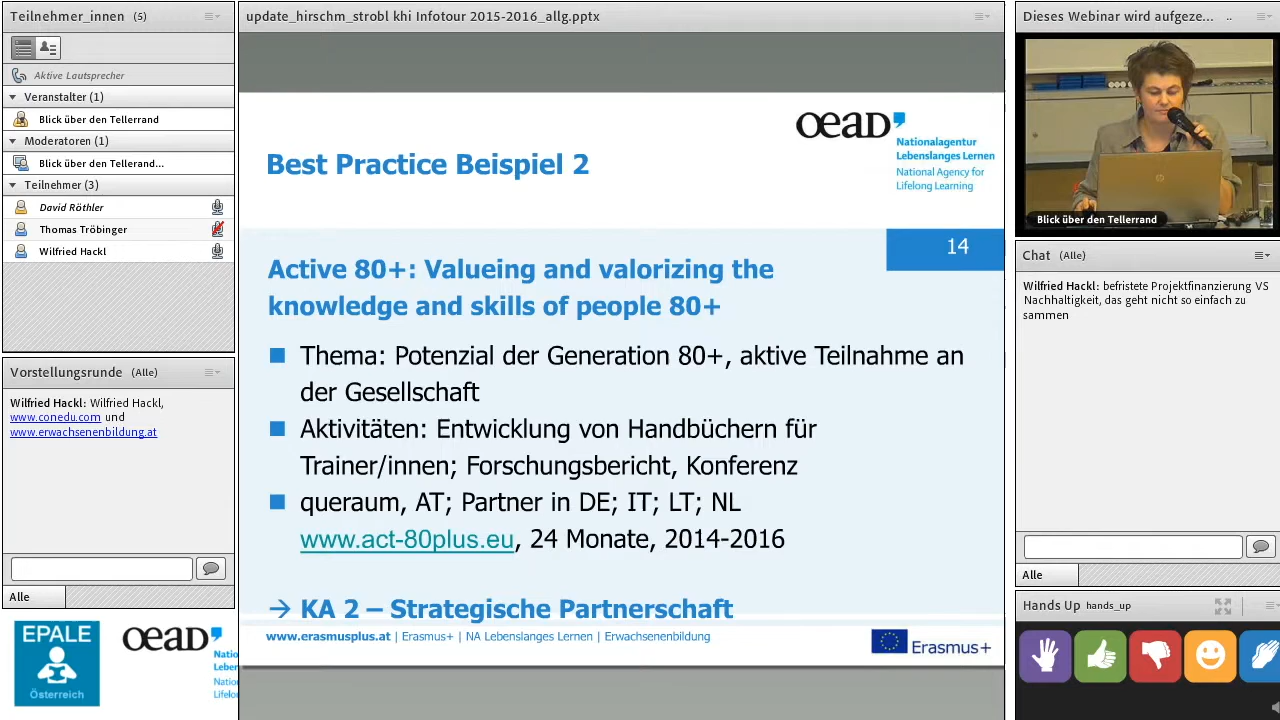 Teilnehmer_innen (5)
Aktive Lautsprecher
Veranstalter (1)
Blick über den Tellerrand
Moderatoren (1)
Blick über den Tellerand...
Teilnehmer (3)
David Röthler
Thomas Tröbinger
Wilfried Hackl
Vorstellungsrunde (Alle)
Wilfried Hackl: Wilfried Hackl,
www.conedu.com und
www.erwachsenenbildung.at
Alle
EPALE
Österreich
OEAD
Natio
Leber
Nation
Lifelo
update_hirschm_strobl khi Infotour 2015-2016_allg.pptx
OEAD
Nationalagentur
Lebenslanges Lernen
National Agency for
Lifelong Learning
Best Practice Beispiel 2
14
Active 80+: Valueing and valorizing the
knowledge and skills of people 80+
Thema: Potenzial der Generation 80+, aktive Teilnahme an
der Gesellschaft
Aktivitäten: Entwicklung von Handbüchern für
Trainer/innen; Forschungsbericht, Konferenz
queraum, AT; Partner in DE; IT; LT; NL
www.act-80plus.eu, 24 Monate, 2014-2016
→ KA 2 – Strategische Partnerschaft
www.erasmusplus.at | Erasmus+ | NA Lebenslanges Lernen | Erwachsenenbildung
Erasmus+
Dieses Webinar wird aufgeze... ..
hp
Blick über den Tellerrand
Chat (Alle)
Wilfried Hackl: befristete Projektfinanzierung VS
Nachhaltigkeit, das geht nicht so einfach zu
sammen
Alle
Hands Up hands_up